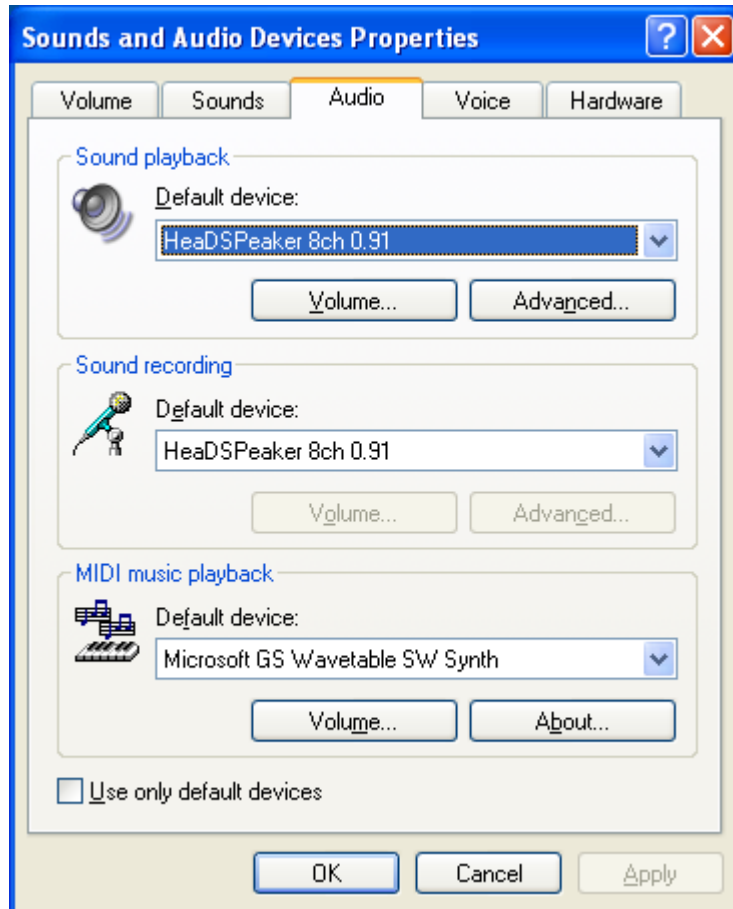 Sounds and Audio Devices Properties
Volume Sounds Audio Voice Hardware
Sound playback
Default device:
HeaDSPeaker 8ch 0.91
Volume... Advanced...
Sound recording
Default device:
HeaDSPeaker 8ch 0.91
Volume... Advanced...
MIDI music playback
Default device:
Microsoft GS Wavetable SW Synth
Volume... About...
Use only default devices
OK Cancel Apply